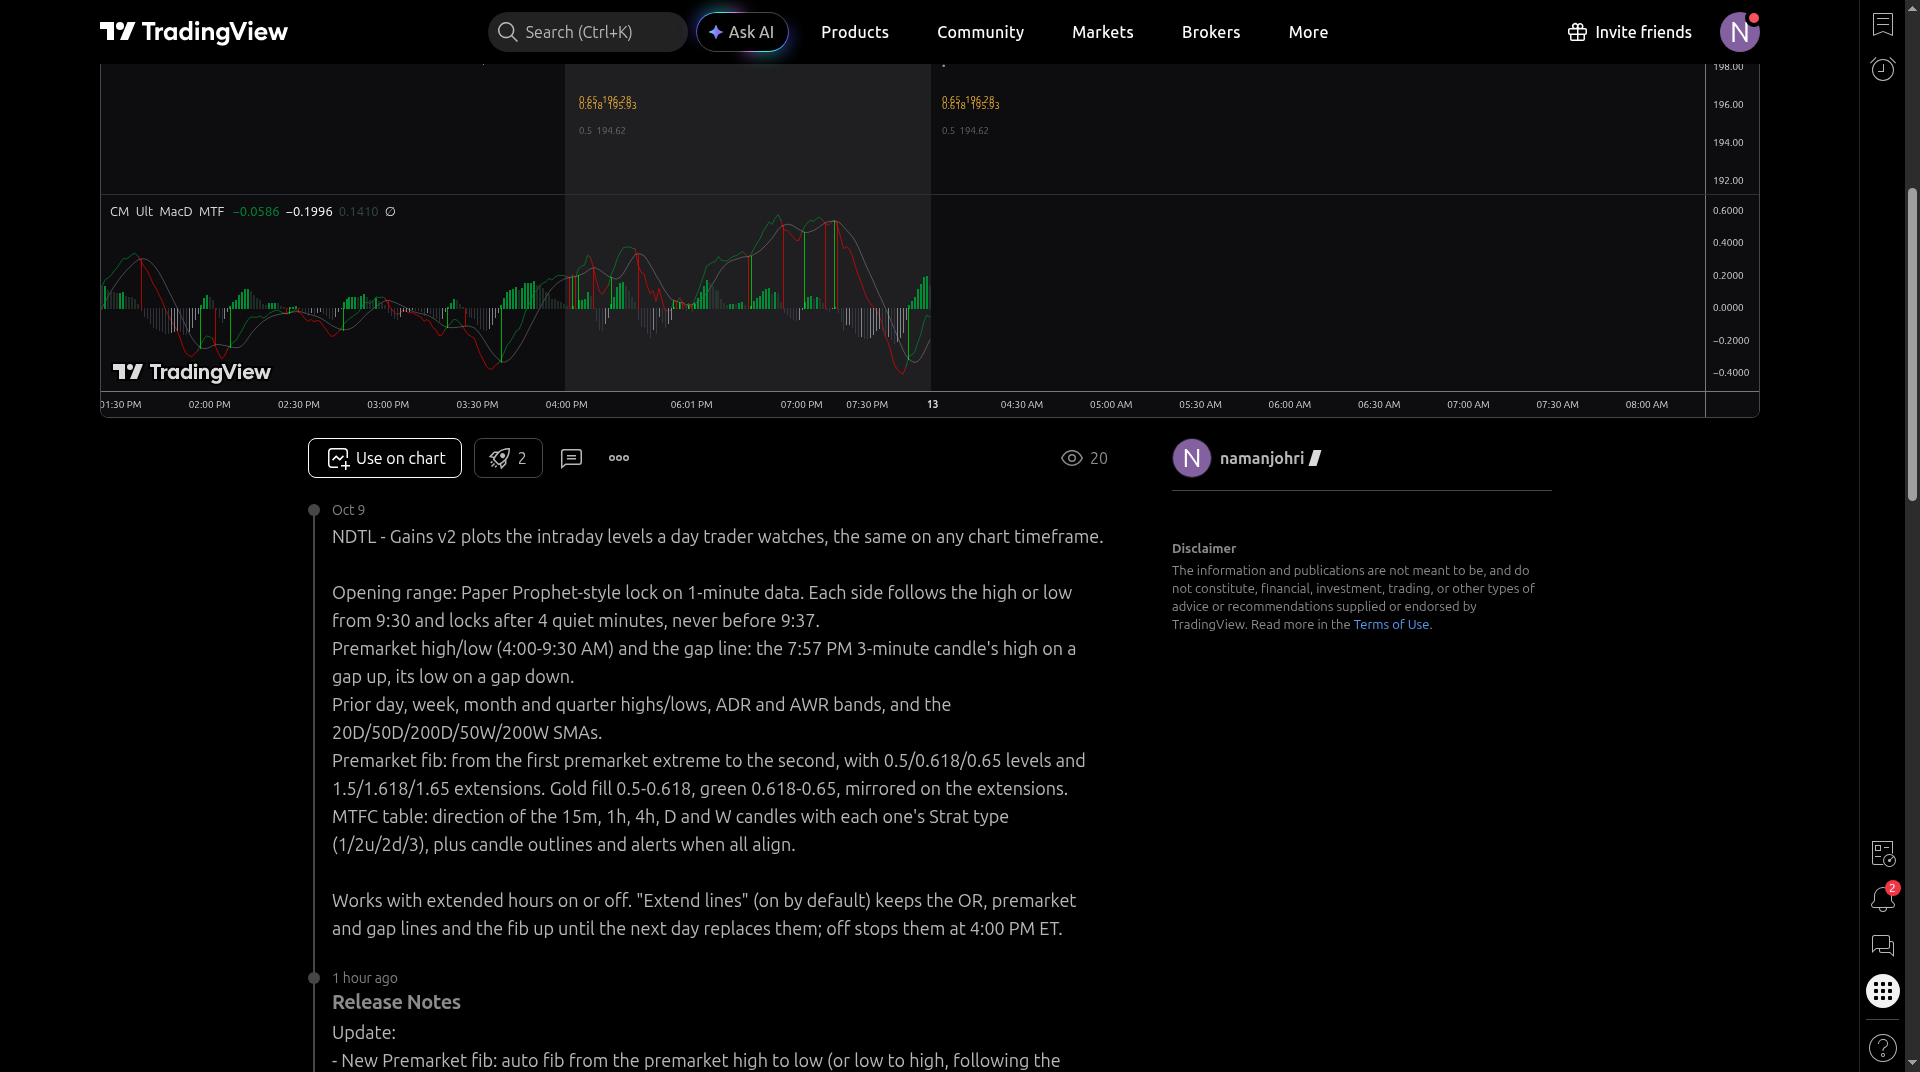 TradingView
Search (Ctrl+K)
Ask AI
Products
Community
Markets
Brokers
More
Invite friends
N
198.00
0.65 196.28
0.618 195.93
0.65 196.28
0.618 195.93
196.00
0.5 194.62
0.5 194.62
194.00
192.00
CM Ult MacD MTF −0.0586 −0.1996 0.1410 ∅
0.6000
0.4000
0.2000
0.0000
−0.2000
−0.4000
TradingView
01:30 PM
02:00 PM
02:30 PM
03:00 PM
03:30 PM
04:00 PM
06:01 PM
07:00 PM
07:30 PM
13
04:30 AM
05:00 AM
05:30 AM
06:00 AM
06:30 AM
07:00 AM
07:30 AM
08:00 AM
Use on chart
2
20
N
namanjohri
Oct 9
NDTL - Gains v2 plots the intraday levels a day trader watches, the same on any chart timeframe.
Opening range: Paper Prophet-style lock on 1-minute data. Each side follows the high or low
from 9:30 and locks after 4 quiet minutes, never before 9:37.
Premarket high/low (4:00-9:30 AM) and the gap line: the 7:57 PM 3-minute candle's high on a
gap up, its low on a gap down.
Prior day, week, month and quarter highs/lows, ADR and AWR bands, and the
20D/50D/200D/50W/200W SMAs.
Premarket fib: from the first premarket extreme to the second, with 0.5/0.618/0.65 levels and
1.5/1.618/1.65 extensions. Gold fill 0.5-0.618, green 0.618-0.65, mirrored on the extensions.
MTFC table: direction of the 15m, 1h, 4h, D and W candles with each one's Strat type
(1/2u/2d/3), plus candle outlines and alerts when all align.
Works with extended hours on or off. "Extend lines" (on by default) keeps the OR, premarket
and gap lines and the fib up until the next day replaces them; off stops them at 4:00 PM ET.
1 hour ago
Release Notes
Update:
- New Premarket fib: auto fib from the premarket high to low (or low to high, following the
Disclaimer
The information and publications are not meant to be, and do
not constitute, financial, investment, trading, or other types of
advice or recommendations supplied or endorsed by
TradingView. Read more in the Terms of Use.
2